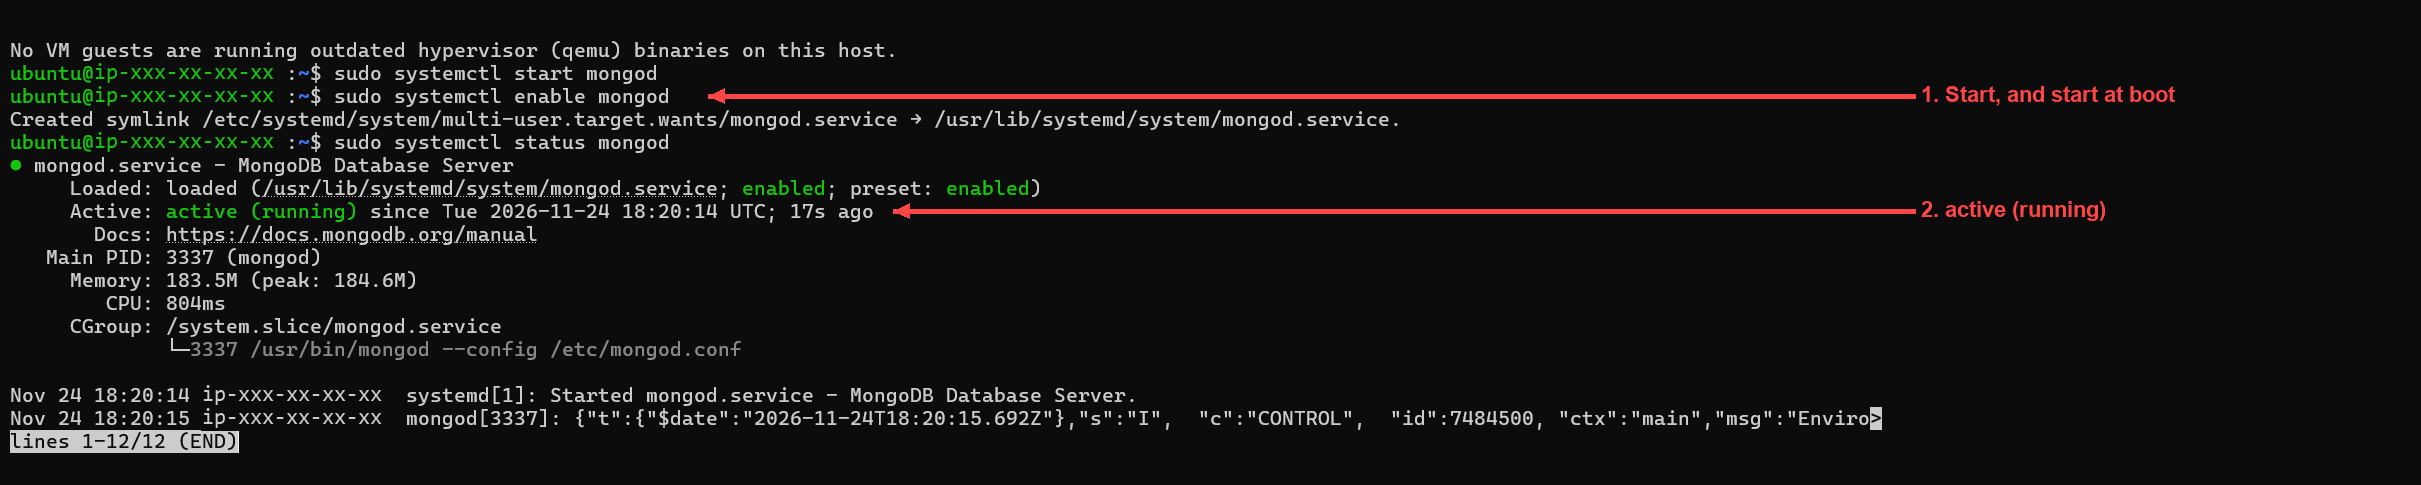 No VM guests are running outdated hypervisor (qemu) binaries on this host.
ubuntu@ip-xxx-xx-xx-xx :~$ sudo systemctl start mongod
ubuntu@ip-xxx-xx-xx-xx :~$ sudo systemctl enable mongod
1. Start, and start at boot
Created symlink /etc/systemd/system/multi-user.target.wants/mongod.service → /usr/lib/systemd/system/mongod.service.
ubuntu@ip-xxx-xx-xx-xx :~$ sudo systemctl status mongod
● mongod.service - MongoDB Database Server
Loaded: loaded (/usr/lib/systemd/system/mongod.service; enabled; preset: enabled)
Active: active (running) since Tue 2026-11-24 18:20:14 UTC; 17s ago
2. active (running)
Docs: https://docs.mongodb.org/manual
Main PID: 3337 (mongod)
Memory: 183.5M (peak: 184.6M)
CPU: 804ms
CGroup: /system.slice/mongod.service
└─3337 /usr/bin/mongod --config /etc/mongod.conf
Nov 24 18:20:14 ip-xxx-xx-xx-xx systemd[1]: Started mongod.service - MongoDB Database Server.
Nov 24 18:20:15 ip-xxx-xx-xx-xx mongod[3337]: {"t":{"$date":"2026-11-24T18:20:15.692Z"},"s":"I",  "c":"CONTROL",  "id":7484500, "ctx":"main","msg":"Enviro>
lines 1-12/12 (END)